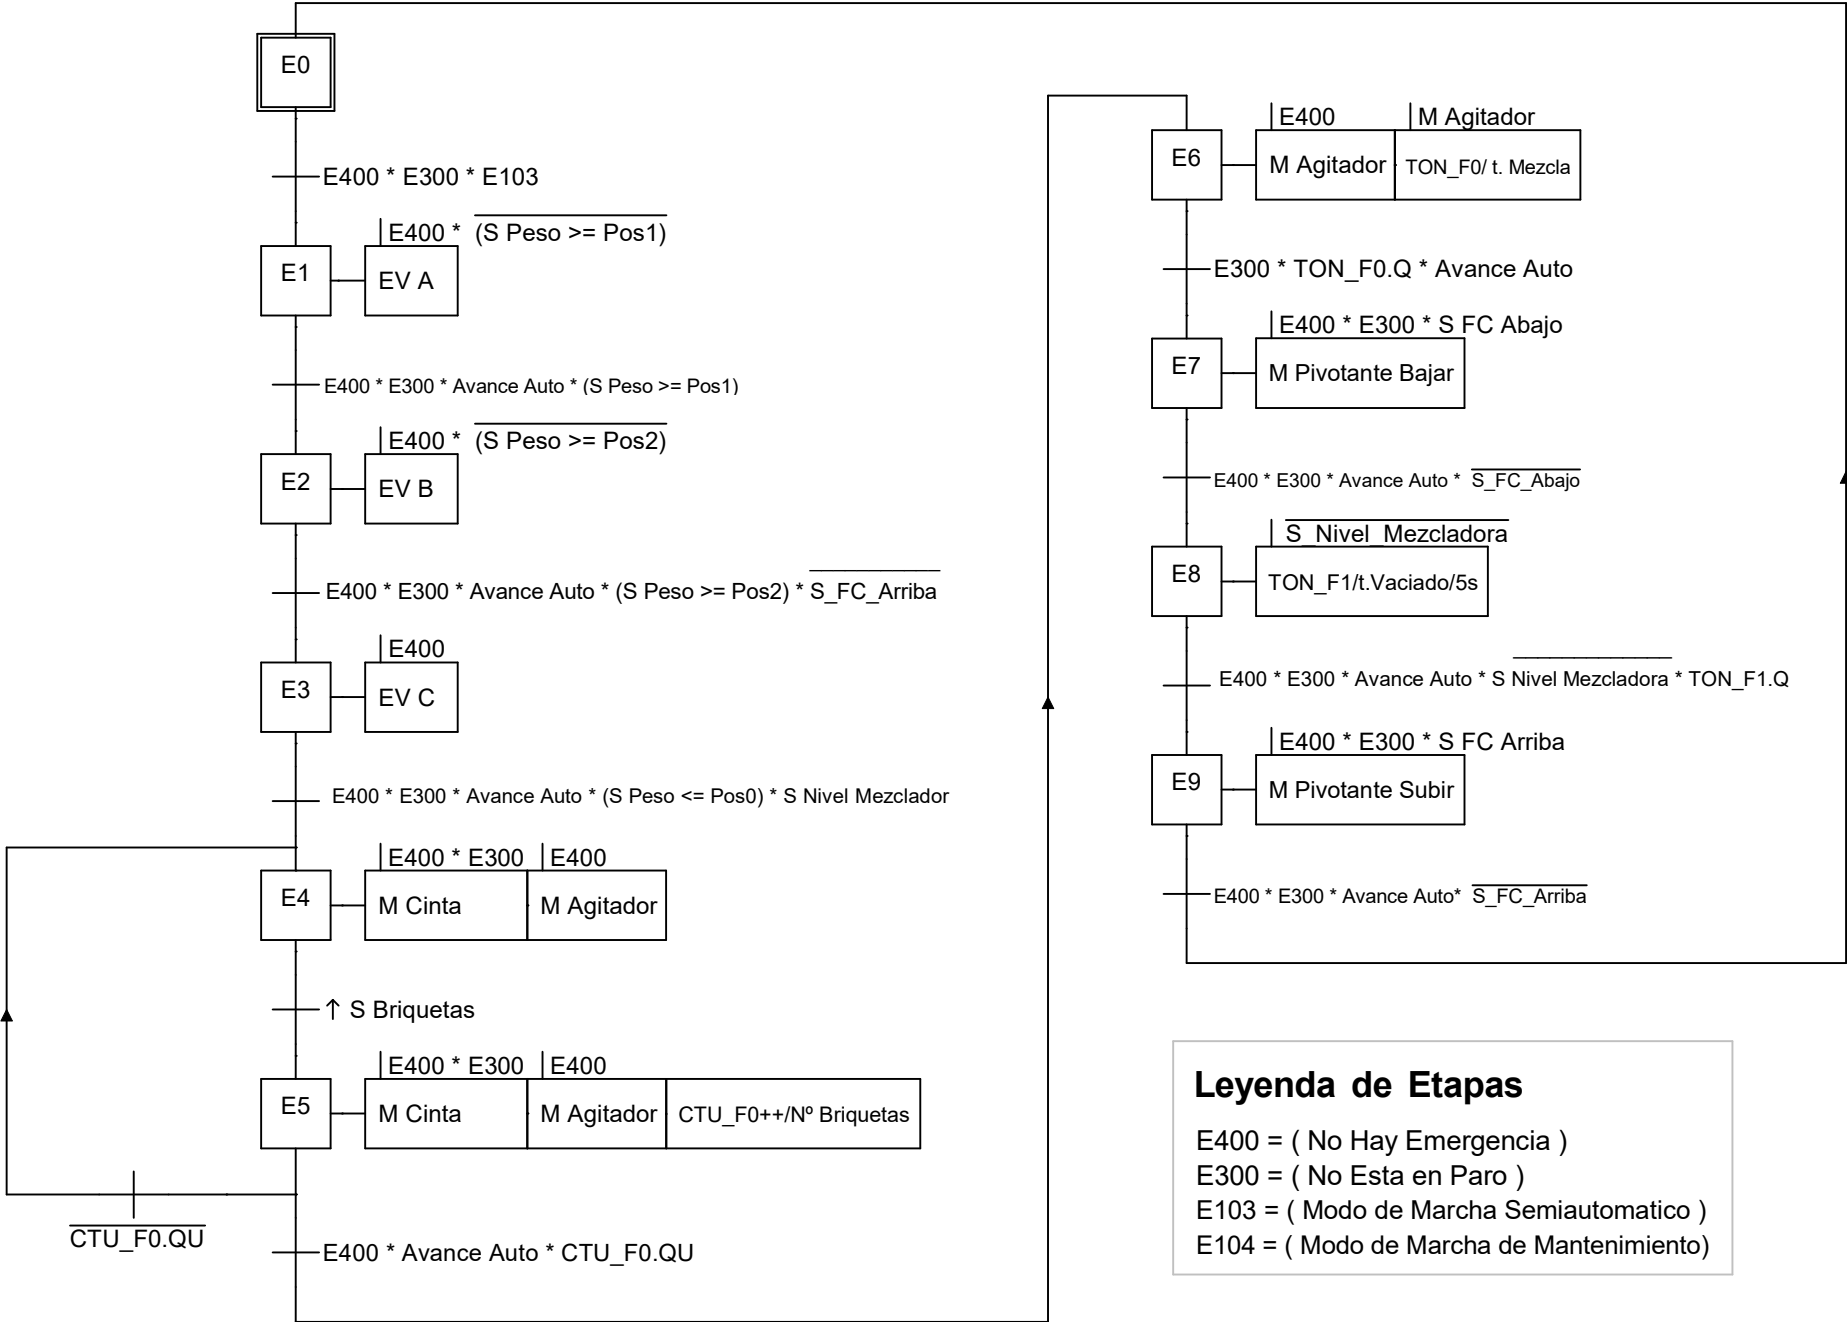 E0
E400 * E300 * E103
E400 * (S Peso >= Pos1)
E1
EV A
E400 * E300 * Avance Auto * (S Peso >= Pos1)
E400 * (S Peso >= Pos2)
E2
EV B
E400 * E300 * Avance Auto * (S Peso >= Pos2) * S_FC_Arriba
E400
E3
EV C
E400 * E300 * Avance Auto * (S Peso <= Pos0) * S Nivel Mezclador
E400 * E300 E400
E4
M Cinta M Agitador
↑ S Briquetas
E400 * E300 E400
E5
M Cinta M Agitador CTU_F0++/Nº Briquetas
CTU_F0.QU
E400 * Avance Auto * CTU_F0.QU
E400 M Agitador
E6
M Agitador TON_F0/ t. Mezcla
E300 * TON_F0.Q * Avance Auto
E400 * E300 * S FC Abajo
E7
M Pivotante Bajar
E400 * E300 * Avance Auto * S_FC_Abajo
S_Nivel_Mezcladora
E8
TON_F1/t.Vaciado/5s
E400 * E300 * Avance Auto * S Nivel Mezcladora * TON_F1.Q
E400 * E300 * S FC Arriba
E9
M Pivotante Subir
E400 * E300 * Avance Auto* S_FC_Arriba
Leyenda de Etapas
E400 = ( No Hay Emergencia )
E300 = ( No Esta en Paro )
E103 = ( Modo de Marcha Semiautomatico )
E104 = ( Modo de Marcha de Mantenimiento)